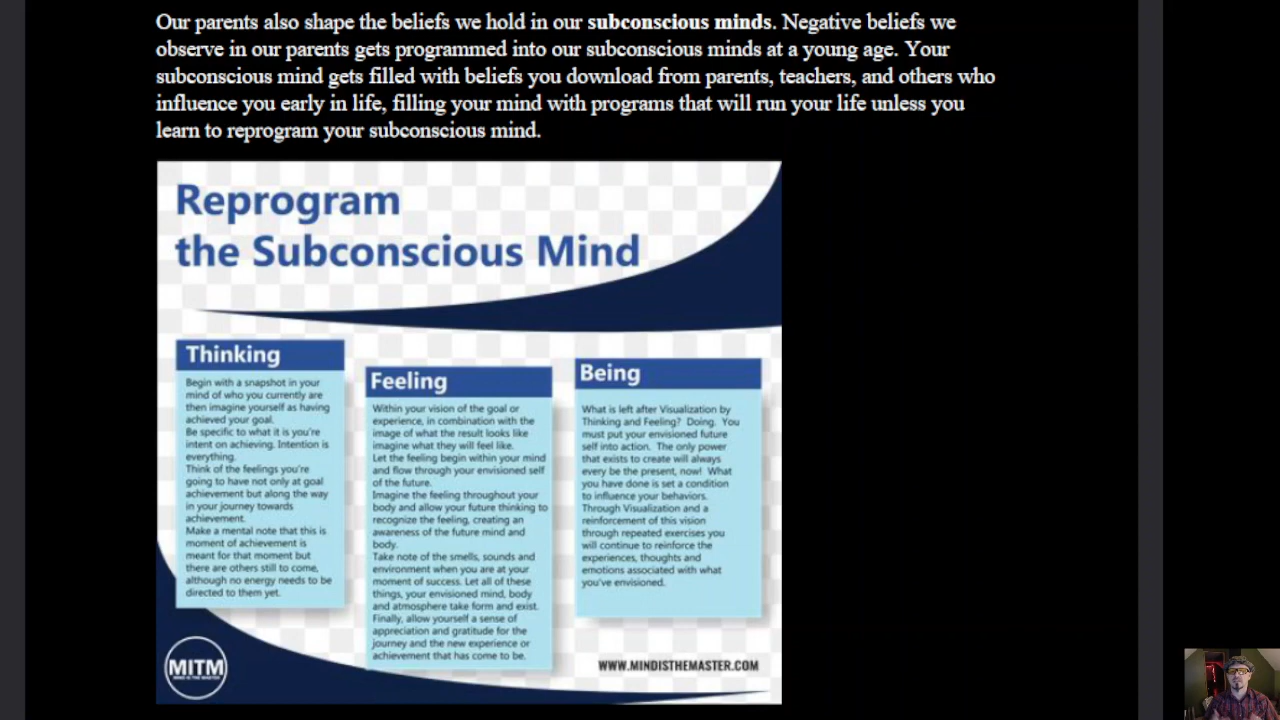 Our parents also shape the beliefs we hold in our subconscious minds. Negative beliefs we
observe in our parents gets programmed into our subconscious minds at a young age. Your
subconscious mind gets filled with beliefs you download from parents, teachers, and others who
influence you early in life, filling your mind with programs that will run your life unless you
learn to reprogram your subconscious mind.
Reprogram
the Subconscious Mind
Thinking
Begin with a snapshot in your
mind of who you currently are
then imagine yourself as having
achieved your goal.
Be specific to what it is you're
intent on achieving. Intention is
everything.
Think of the feelings you're
going to have not only at goal
achievement but along the way
in your journey towards
achievement.
Make a mental note that this is
moment of achievement is
meant for that moment but
there are others still to come,
although no energy needs to be
directed to them yet.
Feeling
Within your vision of the goal or
experience, in combination with the
image of what the result looks like
imagine what they will feel like.
Let the feeling begin within your mind
and flow through your envisioned self
of the future.
Imagine the feeling throughout your
body and allow your future thinking to
recognize the feeling, creating an
awareness of the future mind and
body.
Take note of the smells, sounds and
environment when you are at your
moment of success. Let all of these
things, your envisioned mind, body
and atmosphere take form and exist.
Finally, allow yourself a sense of
appreciation and gratitude for the
journey and the new experience or
achievement that has come to be.
Being
What is left after Visualization by
Thinking and Feeling? Doing. You
must put your envisioned future
self into action. The only power
that exists to create will always
every be the present, now! What
you have done is set a condition
to influence your behaviors.
Through Visualization and a
reinforcement of this vision
through repeated exercises you
will continue to reinforce the
experiences, thoughts and
emotions associated with what
you've envisioned.
MITM
MIND IS THE MASTER
WWW.MINDISTHEMASTER.COM